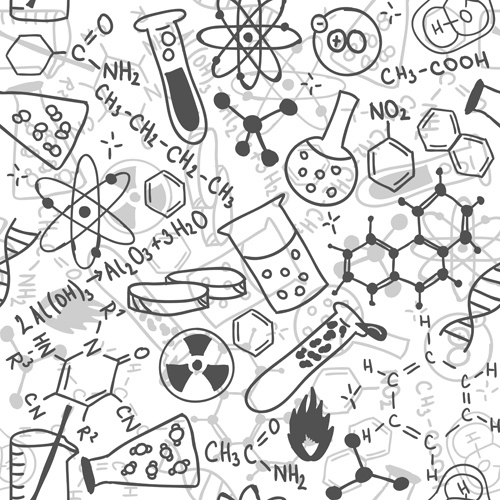 C O
NH2
H O
CH3-COOH
CH3-CH2-CH2-CH2-CH3
NO2
2Al(OH)3 → Al2O3+3H2O
R1
HN N
R3 O
CN CN
R2
H
H H
H H
H
CH3 C O
NH2